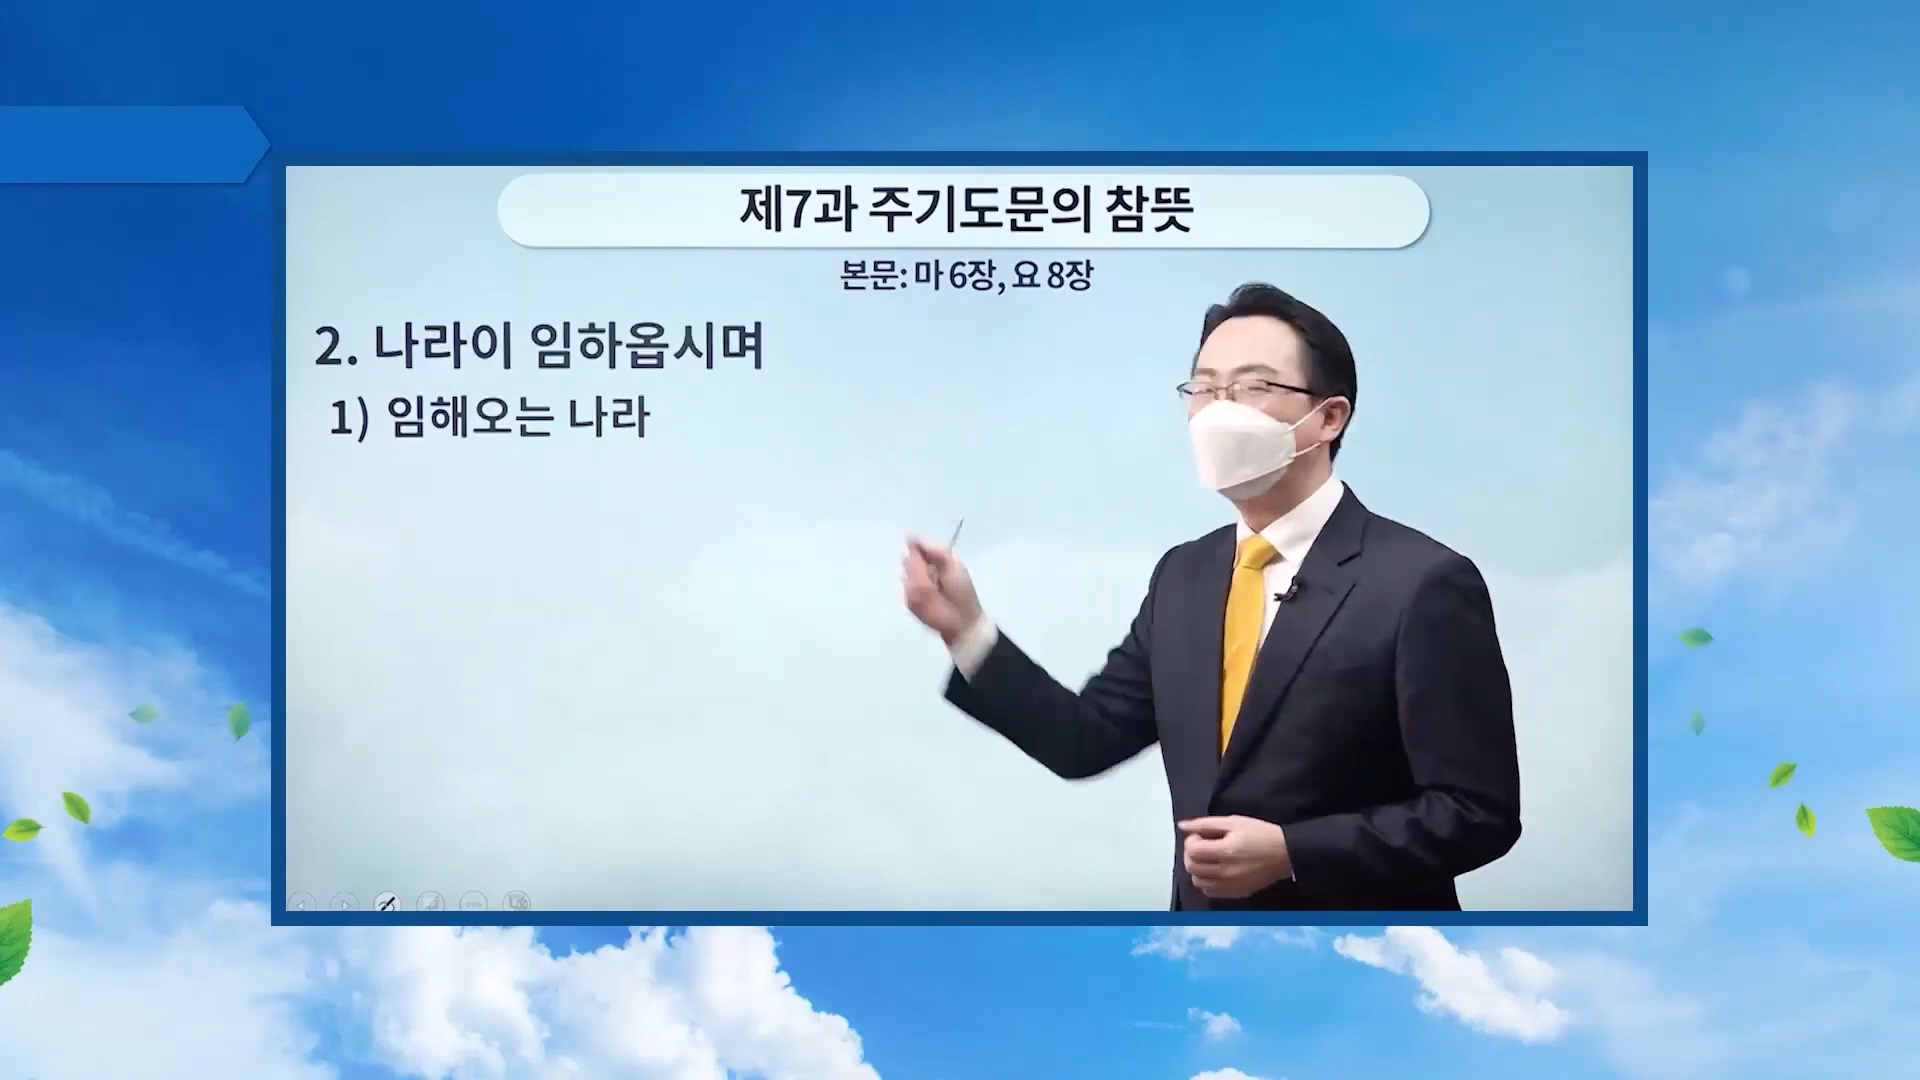 제7과 주기도문의 참뜻
본문: 마 6장, 요 8장
2. 나라이 임하옵시며
1) 임해오는 나라